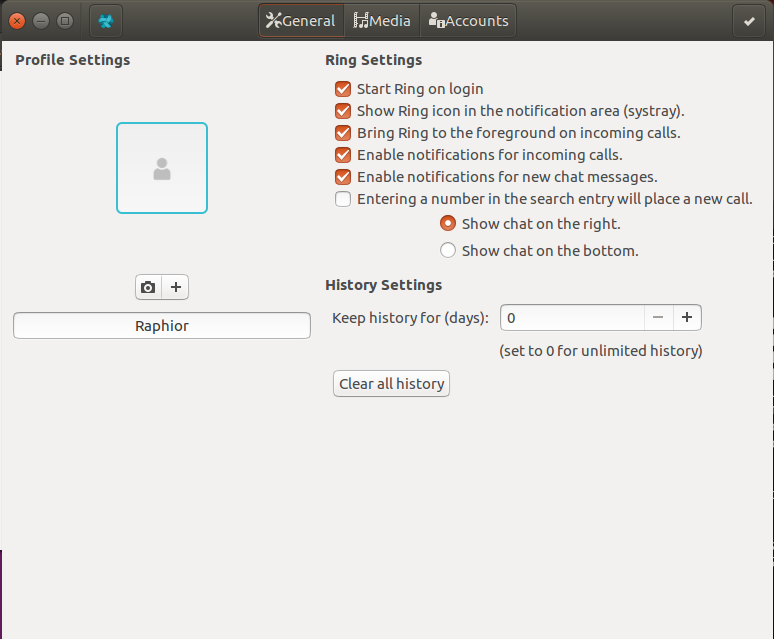 General
Media
Accounts
Profile Settings
Raphior
Ring Settings
Start Ring on login
Show Ring icon in the notification area (systray).
Bring Ring to the foreground on incoming calls.
Enable notifications for incoming calls.
Enable notifications for new chat messages.
Entering a number in the search entry will place a new call.
Show chat on the right.
Show chat on the bottom.
History Settings
Keep history for (days): 0
(set to 0 for unlimited history)
Clear all history